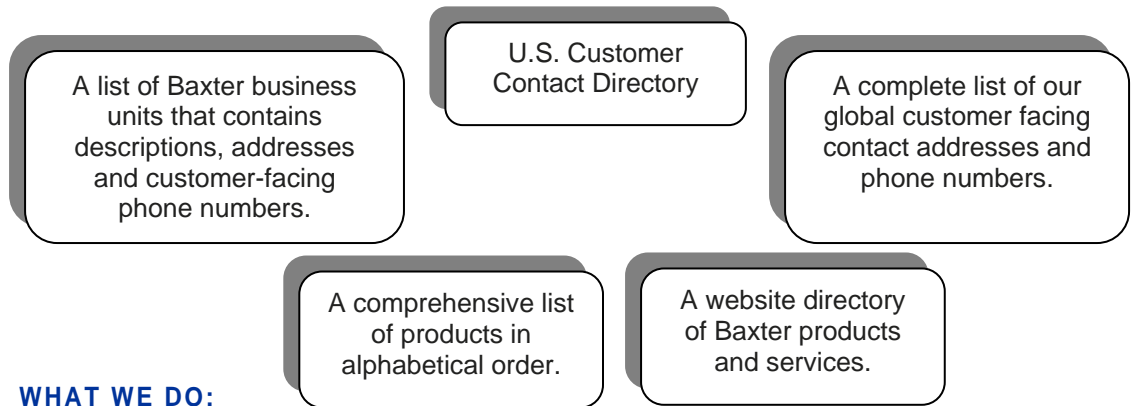 A list of Baxter business
units that contains
descriptions, addresses
and customer-facing
phone numbers.
U.S. Customer
Contact Directory
A complete list of our
global customer facing
contact addresses and
phone numbers.
A comprehensive list
of products in
alphabetical order.
A website directory
of Baxter products
and services.
WHAT WE DO: